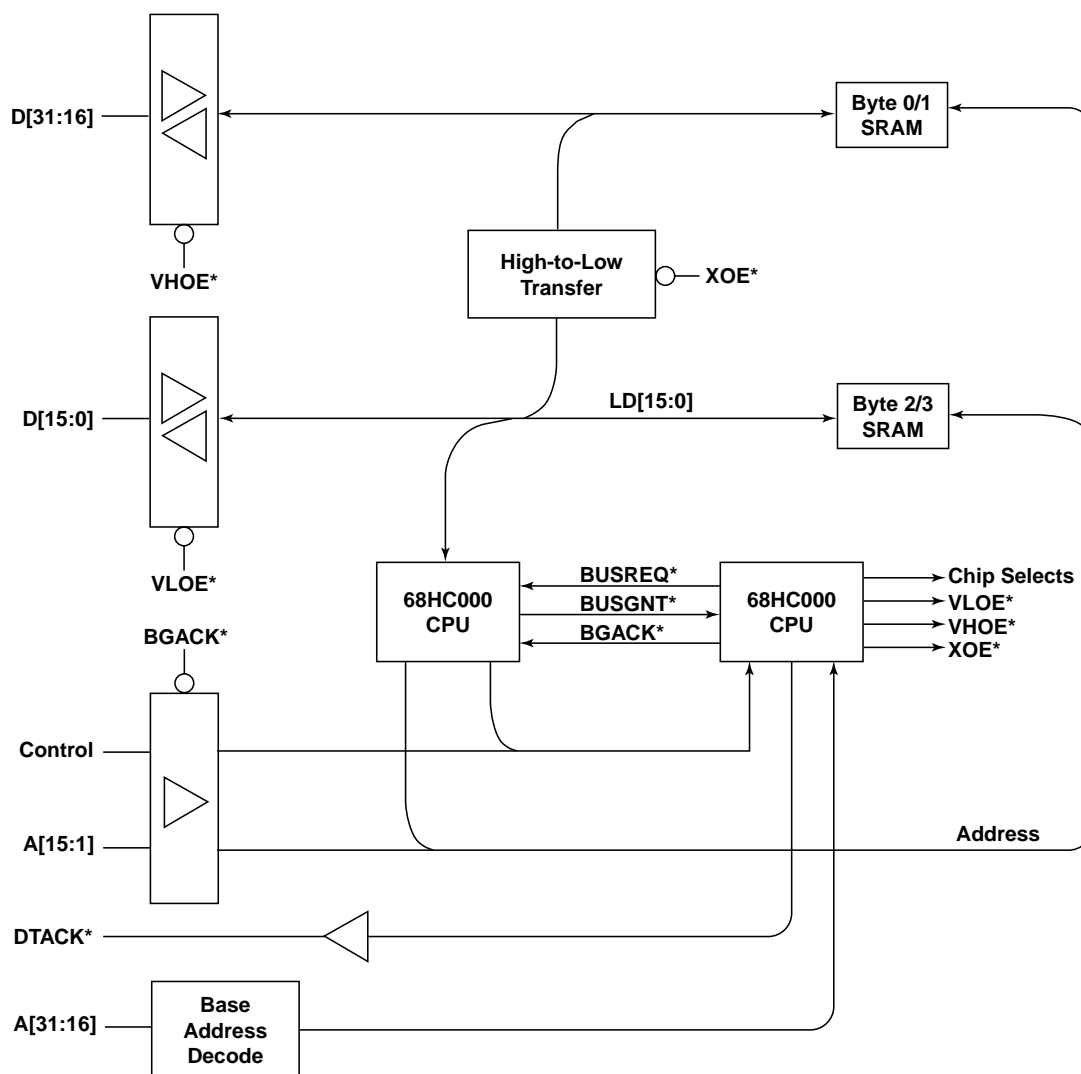 D[31:16]
Byte 0/1
SRAM
VHOE*
High-to-Low
Transfer
XOE*
D[15:0]
LD[15:0]
Byte 2/3
SRAM
VLOE*
68HC000
CPU
BUSREQ*
BUSGNT*
BGACK*
68HC000
CPU
Chip Selects
VLOE*
VHOE*
XOE*
BGACK*
Control
A[15:1]
Address
DTACK*
A[31:16]
Base
Address
Decode